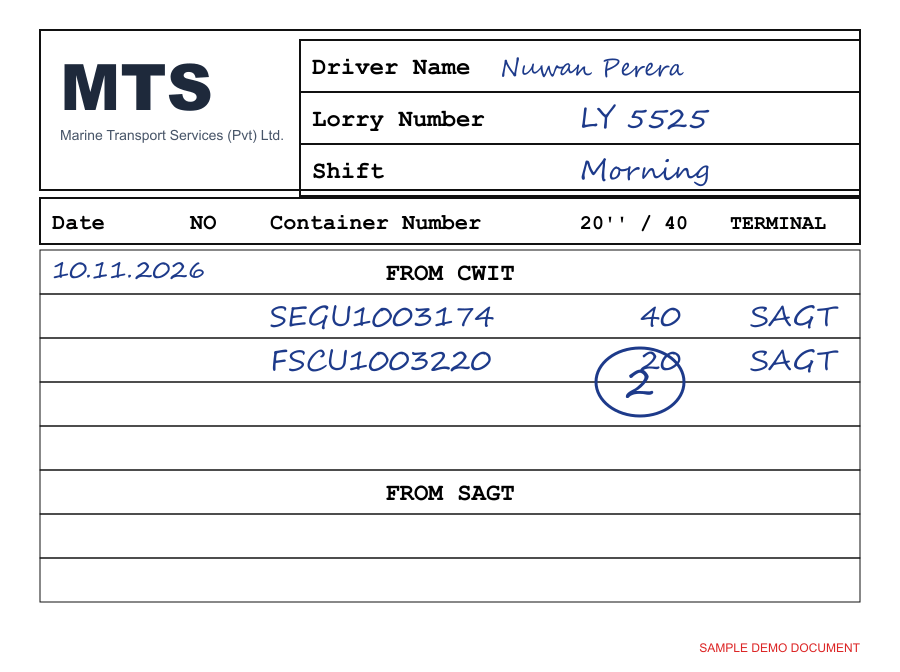 MTS
Marine Transport Services (Pvt) Ltd.
Driver Name Nuwan Perera
Lorry Number LY 5525
Shift Morning
Date NO Container Number 20'' / 40 TERMINAL
10.11.2026 FROM CWIT
SEGU1003174 40 SAGT
FSCU1003220 20 SAGT
2
FROM SAGT
SAMPLE DEMO DOCUMENT